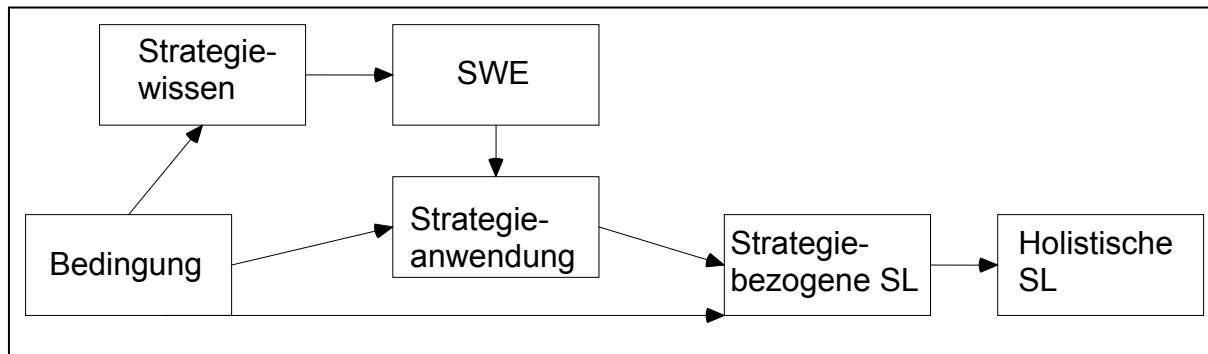 Strategie-
wissen
SWE
Bedingung
Strategie-
anwendung
Strategie-
bezogene SL
Holistische
SL